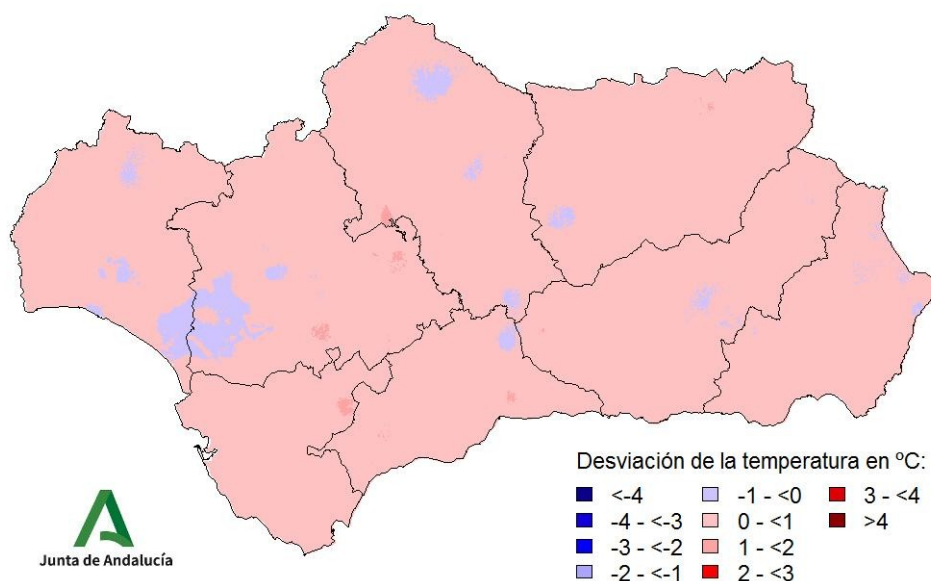 Desviación de la temperatura en ºC:
<-4
-4 - <-3
-3 - <-2
-2 - <-1
-1 - <0
0 - <1
1 - <2
2 - <3
3 - <4
>4
Junta de Andalucía